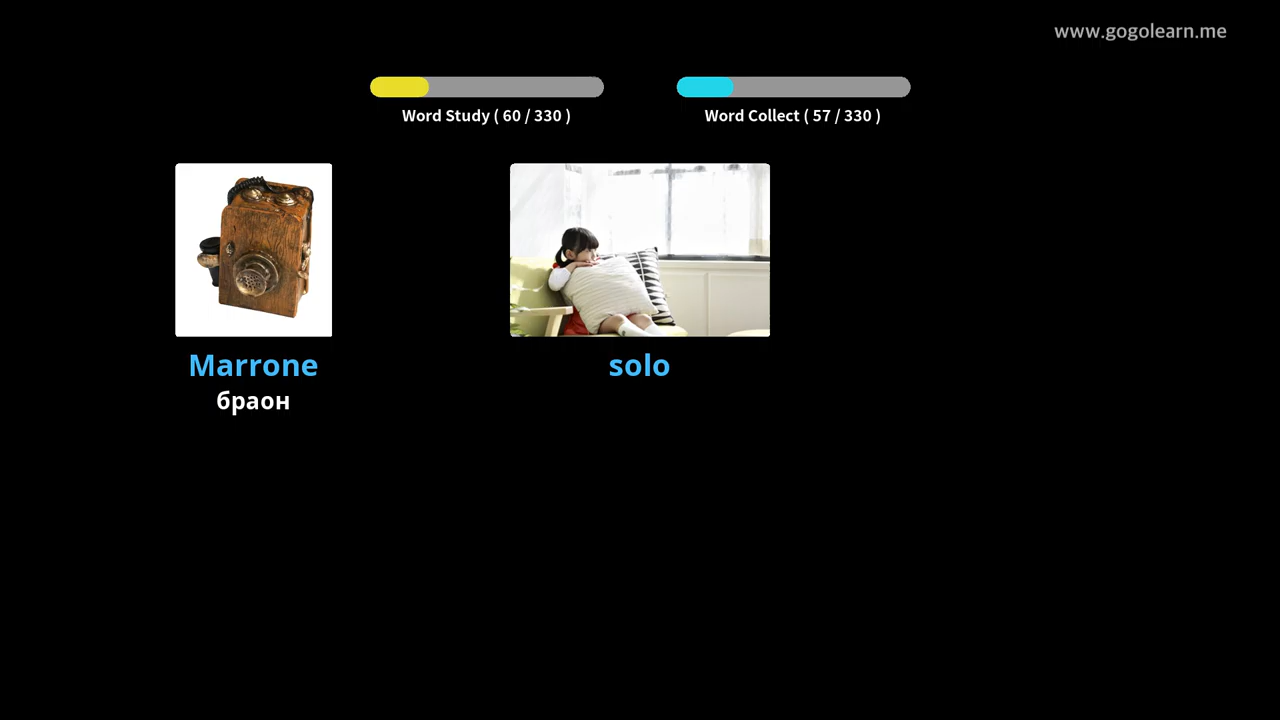 www.gogolearn.me
Word Study ( 60 / 330 )
Word Collect ( 57 / 330 )
Marrone
браон
solo